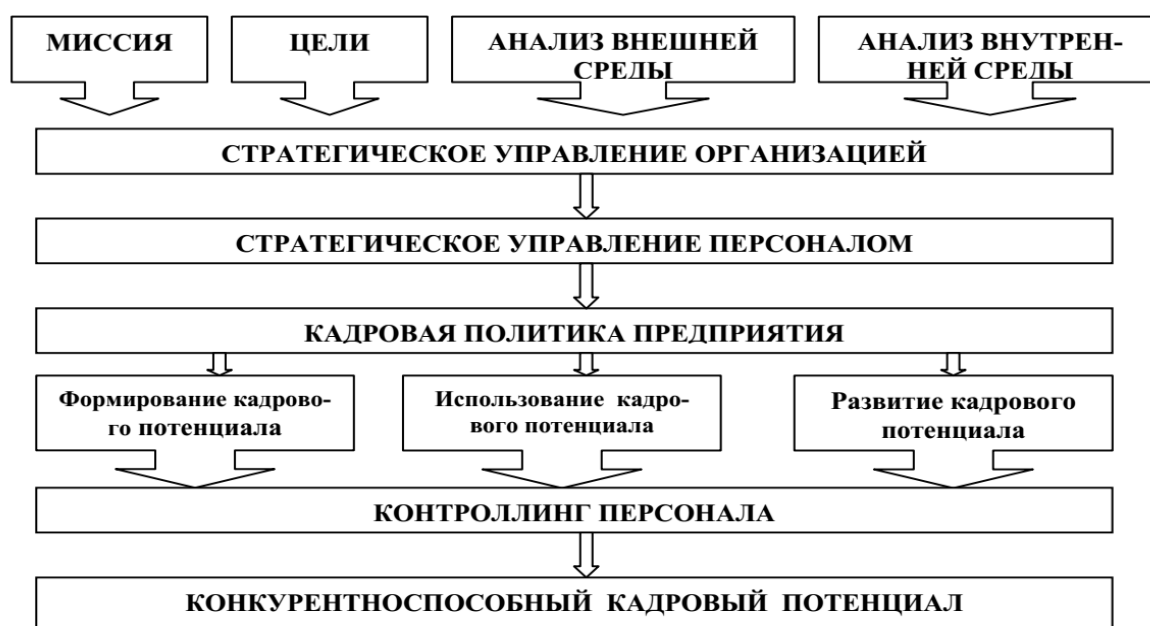 МИССИЯ
ЦЕЛИ
АНАЛИЗ ВНЕШНЕЙ
СРЕДЫ
АНАЛИЗ ВНУТРЕН-
НЕЙ СРЕДЫ
СТРАТЕГИЧЕСКОЕ УПРАВЛЕНИЕ ОРГАНИЗАЦИЕЙ
СТРАТЕГИЧЕСКОЕ УПРАВЛЕНИЕ ПЕРСОНАЛОМ
КАДРОВАЯ ПОЛИТИКА ПРЕДПРИЯТИЯ
Формирование кадрово-
го потенциала
Использование кадро-
вого потенциала
Развитие кадрового
потенциала
КОНТРОЛЛИНГ ПЕРСОНАЛА
КОНКУРЕНТНОСПОСОБНЫЙ КАДРОВЫЙ ПОТЕНЦИАЛ